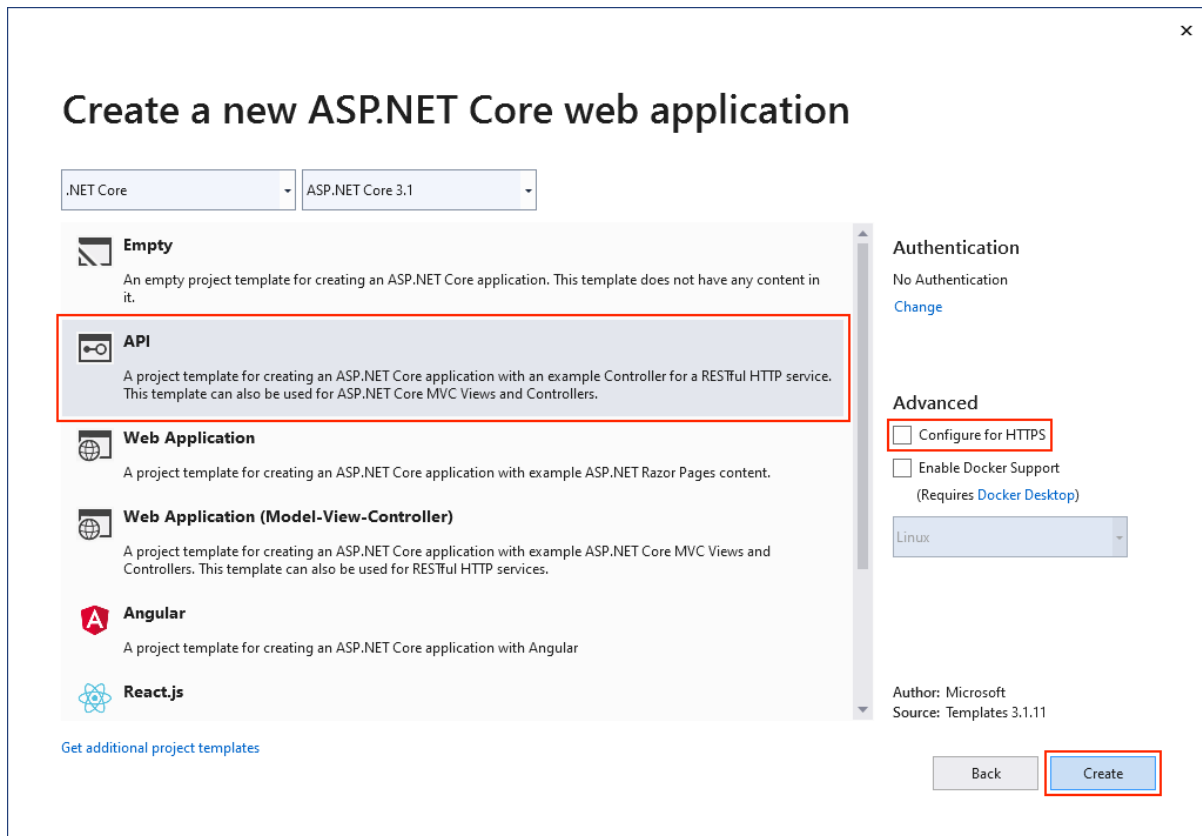 Create a new ASP.NET Core web application
.NET Core
ASP.NET Core 3.1
Empty
An empty project template for creating an ASP.NET Core application. This template does not have any content in
it.
API
A project template for creating an ASP.NET Core application with an example Controller for a RESTful HTTP service.
This template can also be used for ASP.NET Core MVC Views and Controllers.
Web Application
A project template for creating an ASP.NET Core application with example ASP.NET Razor Pages content.
Web Application (Model-View-Controller)
A project template for creating an ASP.NET Core application with example ASP.NET Core MVC Views and
Controllers. This template can also be used for RESTful HTTP services.
Angular
A project template for creating an ASP.NET Core application with Angular
React.js
Get additional project templates
Authentication
No Authentication
Change
Advanced
Configure for HTTPS
Enable Docker Support
(Requires Docker Desktop)
Linux
Author: Microsoft
Source: Templates 3.1.11
Back
Create